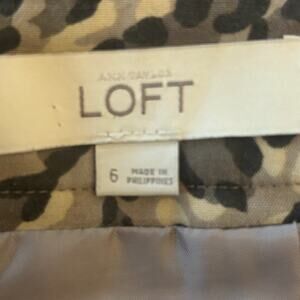 ANN TAYLOR
LOFT
6
MADE IN
PHILIPPINES